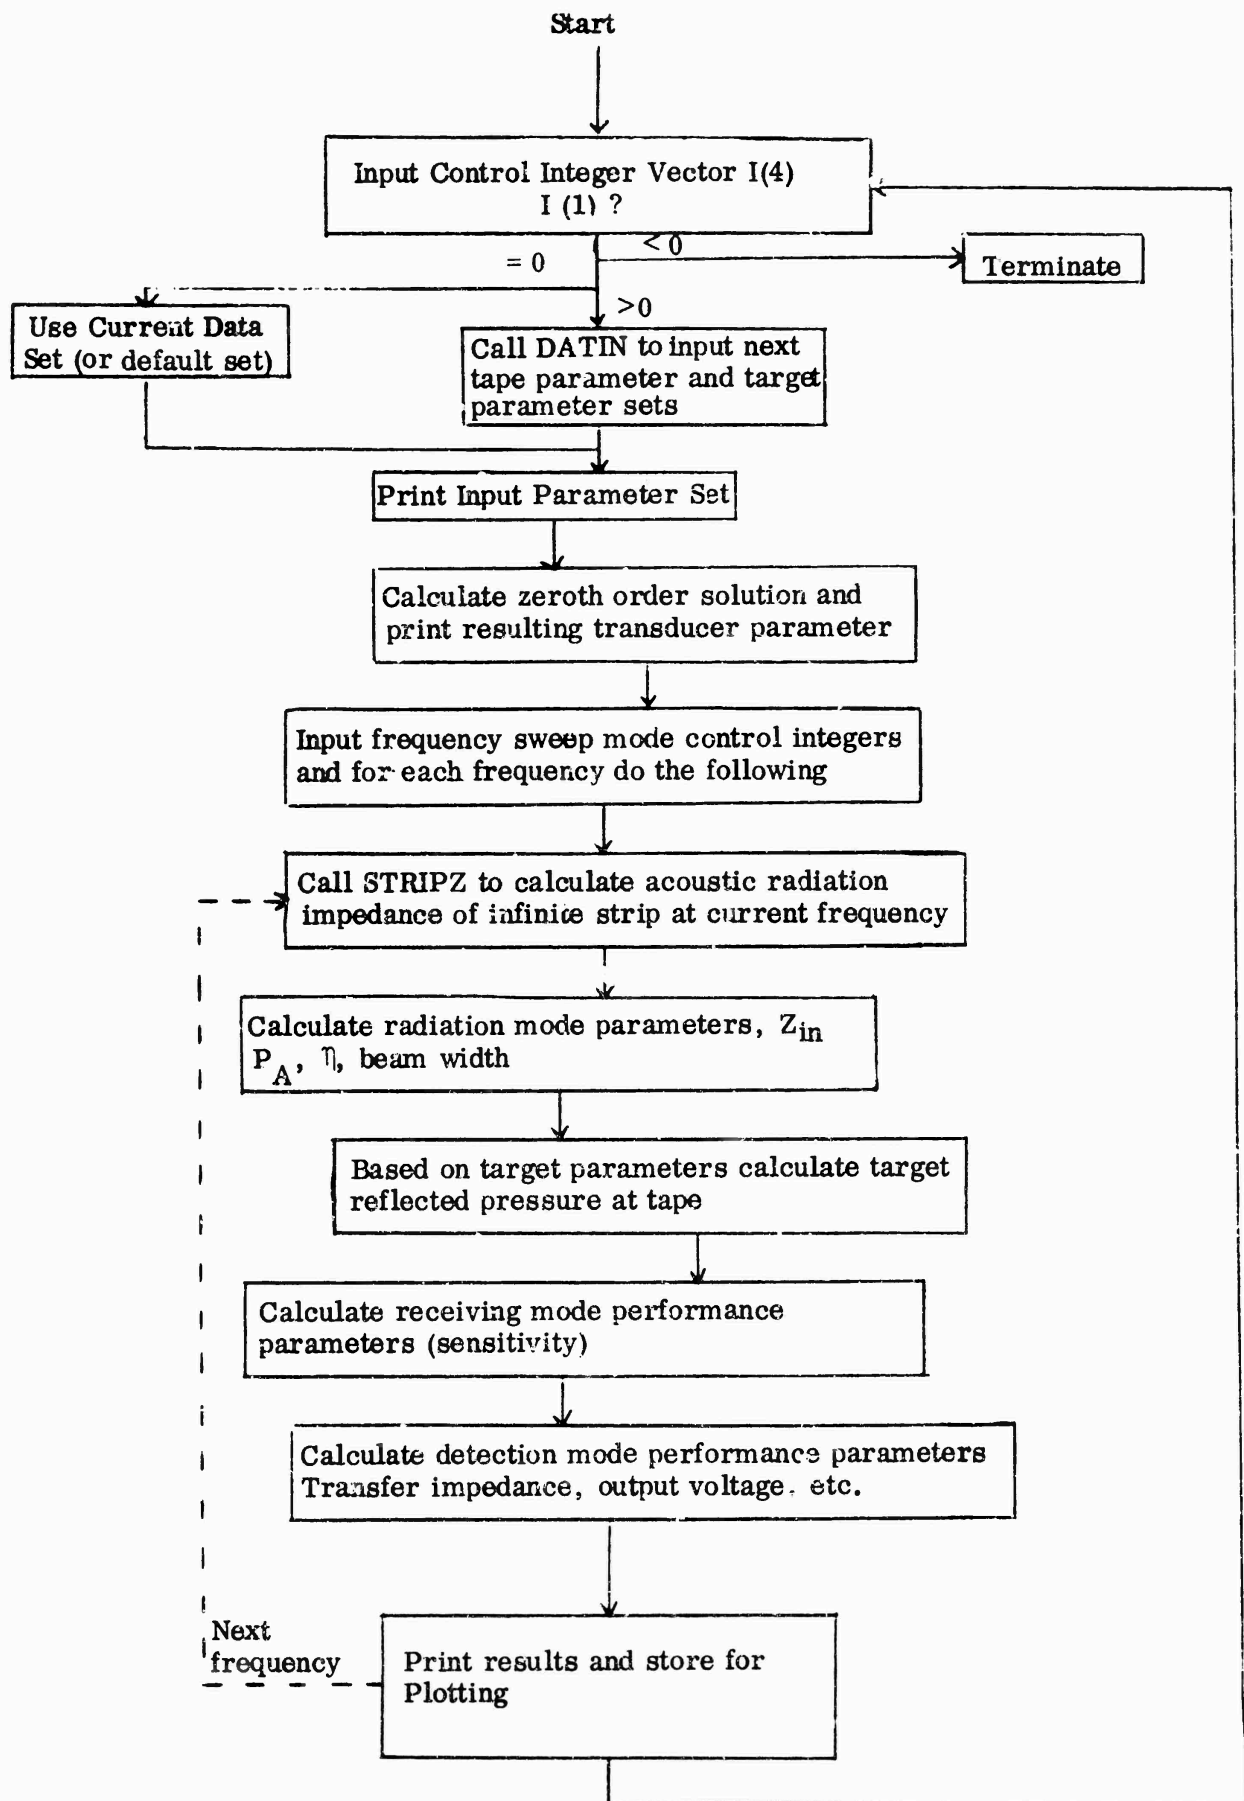 Start
Input Control Integer Vector I(4)
I (1) ?
< 0
= 0
Terminate
>0
Use Current Data
Set (or default set)
Call DATIN to input next
tape parameter and target
parameter sets
Print Input Parameter Set
Calculate zeroth order solution and
print resulting transducer parameter
Input frequency sweep mode control integers
and for each frequency do the following
Call STRIPZ to calculate acoustic radiation
impedance of infinite strip at current frequency
Calculate radiation mode parameters, Zin
PA, η, beam width
Based on target parameters calculate target
reflected pressure at tape
Calculate receiving mode performance
parameters (sensitivity)
Calculate detection mode performance parameters
Transfer impedance, output voltage, etc.
Next
frequency
Print results and store for
Plotting